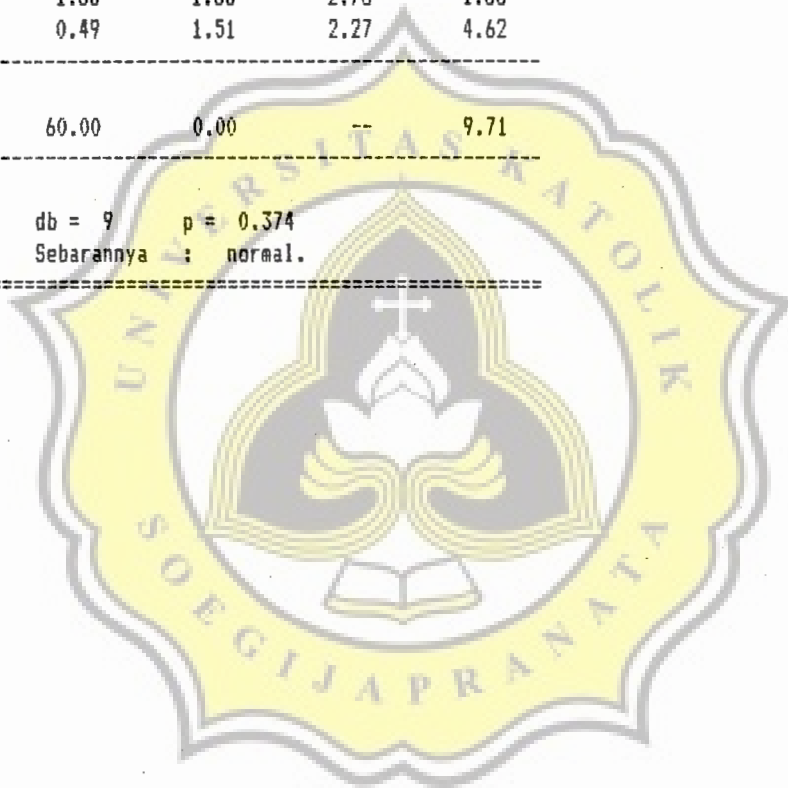 0.49 1.51 2.27 4.62
60.00 0.00 -- 9.71
db = 9 p = 0.374
Sebarannya : normal.
UNIVERSITAS KATOLIK
SOEGIJAPRANATA